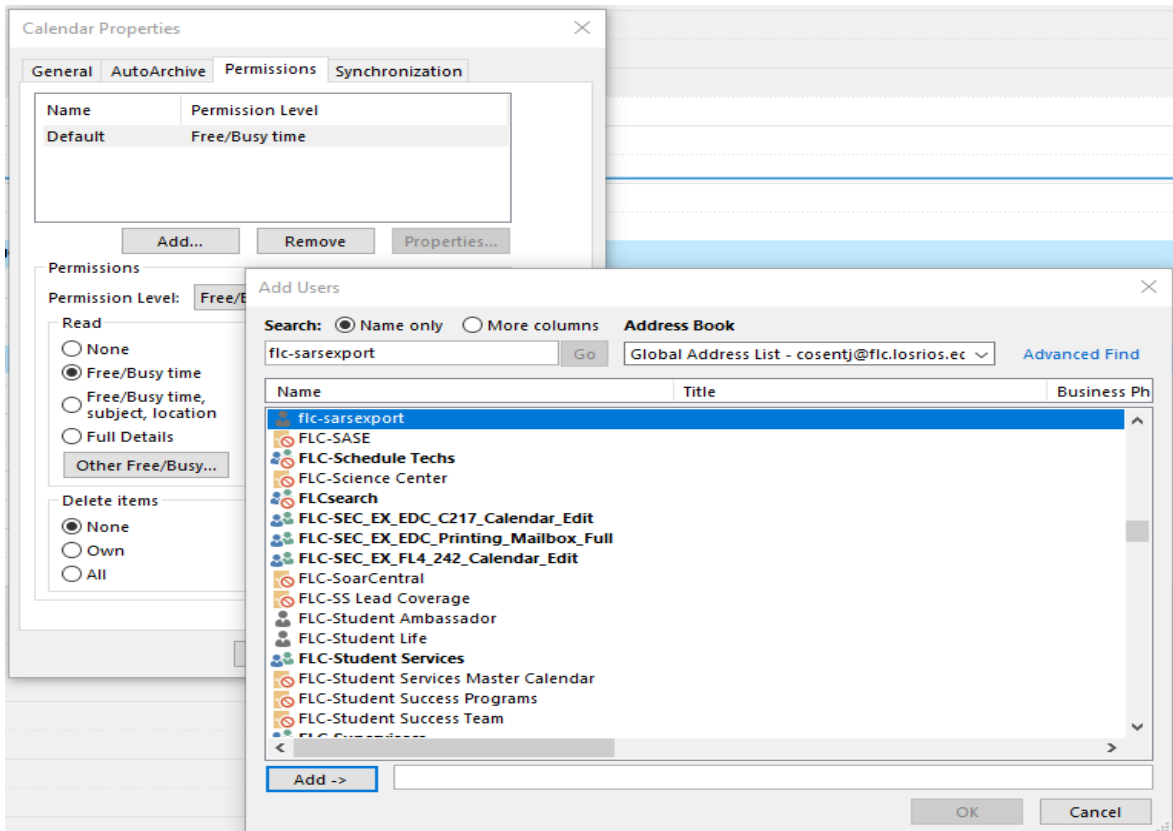 Calendar Properties
General AutoArchive Permissions Synchronization
Name Permission Level
Default Free/Busy time
Add... Remove Properties...
Permissions
Permission Level: Free/
Read
None
Free/Busy time
Free/Busy time,
subject, location
Full Details
Other Free/Busy...
Delete items
None
Own
All
Add Users
Search: Name only More columns Address Book
flc-sarsexport Go Global Address List - cosentj@flc.losrios.ec Advanced Find
Name Title Business Ph
flc-sarsexport
FLC-SASE
FLC-Schedule Techs
FLC-Science Center
FLCsearch
FLC-SEC_EX_EDC_C217_Calendar_Edit
FLC-SEC_EX_EDC_Printing_Mailbox_Full
FLC-SEC_EX_FL4_242_Calendar_Edit
FLC-SoarCentral
FLC-SS Lead Coverage
FLC-Student Ambassador
FLC-Student Life
FLC-Student Services
FLC-Student Services Master Calendar
FLC-Student Success Programs
FLC-Student Success Team
FLC-Supervisors
Add ->
OK Cancel